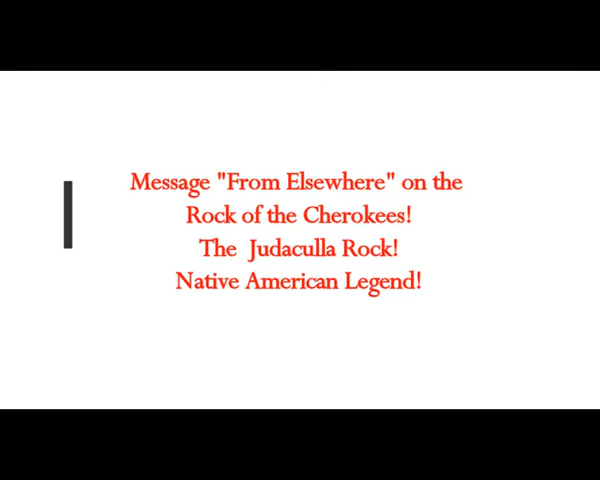 Message "From Elsewhere" on the
Rock of the Cherokees!
The Judaculla Rock!
Native American Legend!